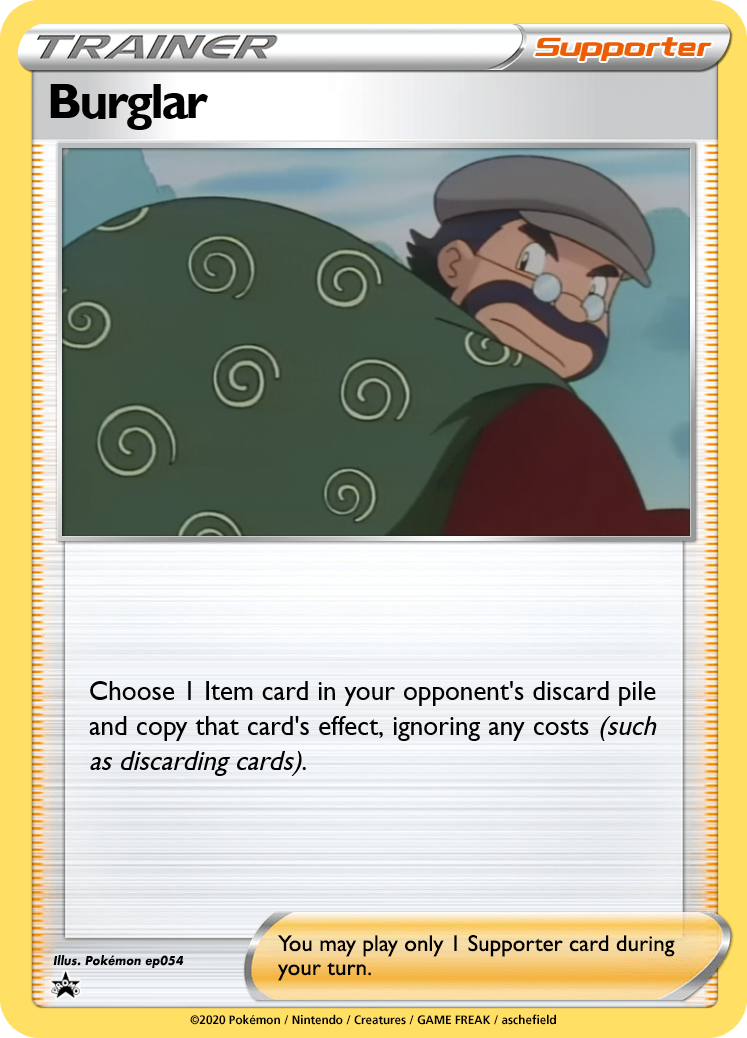 TRAINER
Supporter
Burglar
Choose 1 Item card in your opponent's discard pile
and copy that card's effect, ignoring any costs (such
as discarding cards).
Illus. Pokémon ep054
You may play only 1 Supporter card during
your turn.
PROMO
©2020 Pokémon / Nintendo / Creatures / GAME FREAK / aschefield